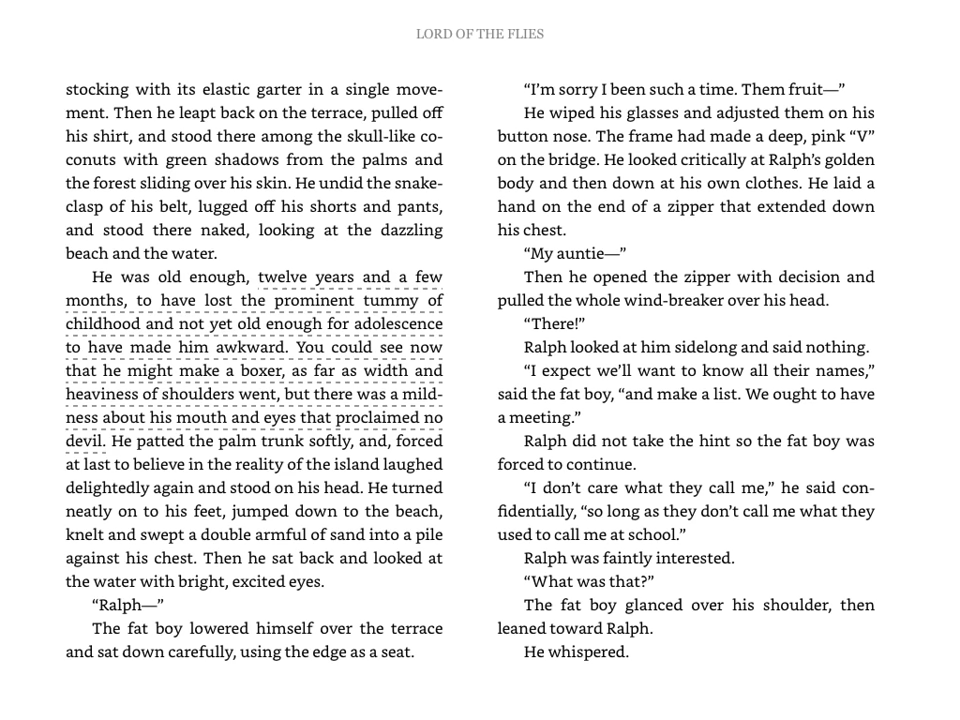 LORD OF THE FLIES
stocking with its elastic garter in a single move-
ment. Then he leapt back on the terrace, pulled off
his shirt, and stood there among the skull-like co-
conuts with green shadows from the palms and
the forest sliding over his skin. He undid the snake-
clasp of his belt, lugged off his shorts and pants,
and stood there naked, looking at the dazzling
beach and the water.
He was old enough, twelve years and a few
months, to have lost the prominent tummy of
childhood and not yet old enough for adolescence
to have made him awkward. You could see now
that he might make a boxer, as far as width and
heaviness of shoulders went, but there was a mild-
ness about his mouth and eyes that proclaimed no
devil. He patted the palm trunk softly, and, forced
at last to believe in the reality of the island laughed
delightedly again and stood on his head. He turned
neatly on to his feet, jumped down to the beach,
knelt and swept a double armful of sand into a pile
against his chest. Then he sat back and looked at
the water with bright, excited eyes.
“Ralph—”
The fat boy lowered himself over the terrace
and sat down carefully, using the edge as a seat.
“I’m sorry I been such a time. Them fruit—”
He wiped his glasses and adjusted them on his
button nose. The frame had made a deep, pink “V”
on the bridge. He looked critically at Ralph’s golden
body and then down at his own clothes. He laid a
hand on the end of a zipper that extended down
his chest.
“My auntie—”
Then he opened the zipper with decision and
pulled the whole wind-breaker over his head.
“There!”
Ralph looked at him sidelong and said nothing.
“I expect we’ll want to know all their names,”
said the fat boy, “and make a list. We ought to have
a meeting.”
Ralph did not take the hint so the fat boy was
forced to continue.
“I don’t care what they call me,” he said con-
fidentially, “so long as they don’t call me what they
used to call me at school.”
Ralph was faintly interested.
“What was that?”
The fat boy glanced over his shoulder, then
leaned toward Ralph.
He whispered.